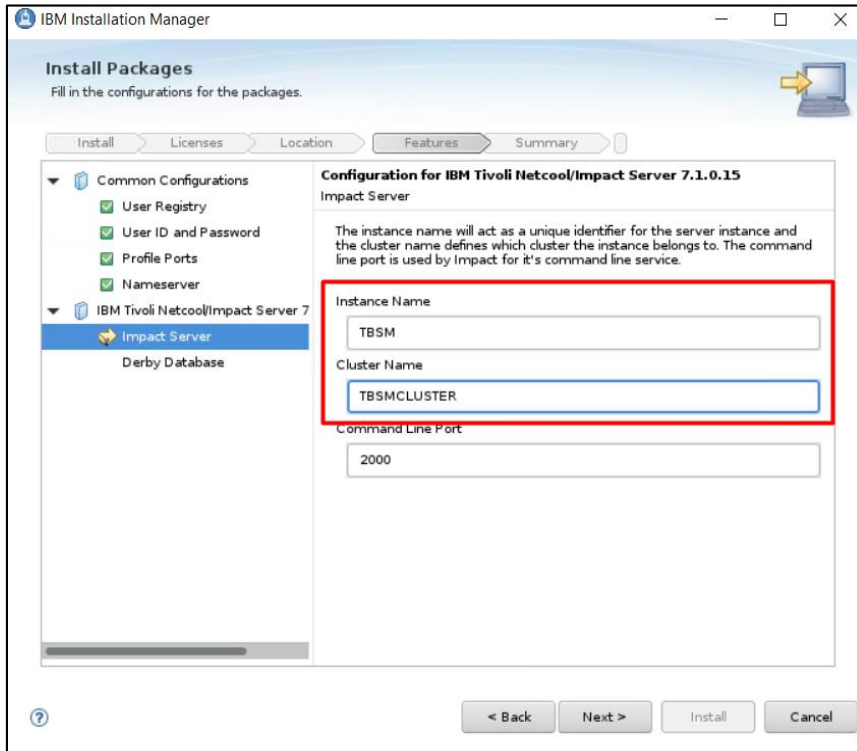 IBM Installation Manager
Install Packages
Fill in the configurations for the packages.
Install
Licenses
Location
Features
Summary
Common Configurations
User Registry
User ID and Password
Profile Ports
Nameserver
IBM Tivoli Netcool/Impact Server 7
Impact Server
Derby Database
Configuration for IBM Tivoli Netcool/Impact Server 7.1.0.15
Impact Server
The instance name will act as a unique identifier for the server instance and
the cluster name defines which cluster the instance belongs to. The command
line port is used by Impact for it's command line service.
Instance Name
TBSM
Cluster Name
TBSMCLUSTER
Command Line Port
2000
?
< Back
Next >
Install
Cancel